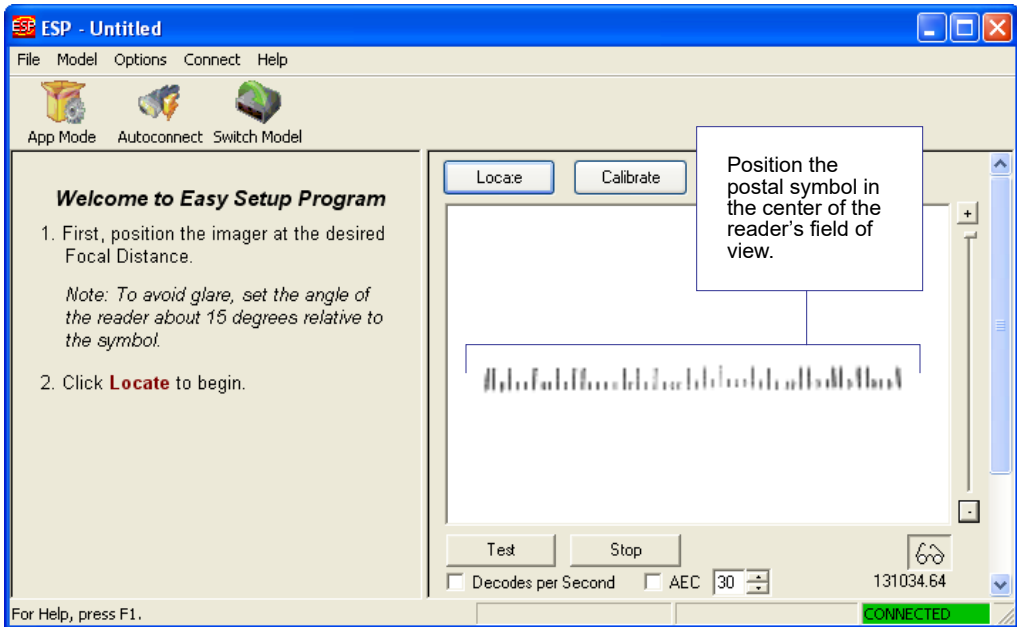 ESP - Untitled
File Model Options Connect Help
App Mode Autoconnect Switch Model
Welcome to Easy Setup Program
1. First, position the imager at the desired
Focal Distance.
Note: To avoid glare, set the angle of
the reader about 15 degrees relative to
the symbol.
2. Click Locate to begin.
Loca:e Calibrate
Position the
postal symbol in
the center of the
reader's field of
view.
+
-
Test Stop
Decodes per Second AEC 30 131034.64
For Help, press F1. CONNECTED